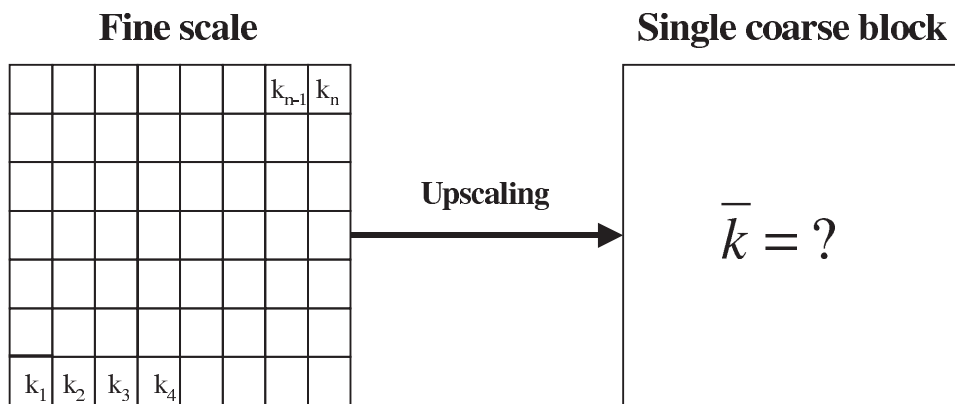 Fine scale
Single coarse block
kₙ₋₁ kₙ
Upscaling
k̅ = ?
k₁ k₂ k₃ k₄